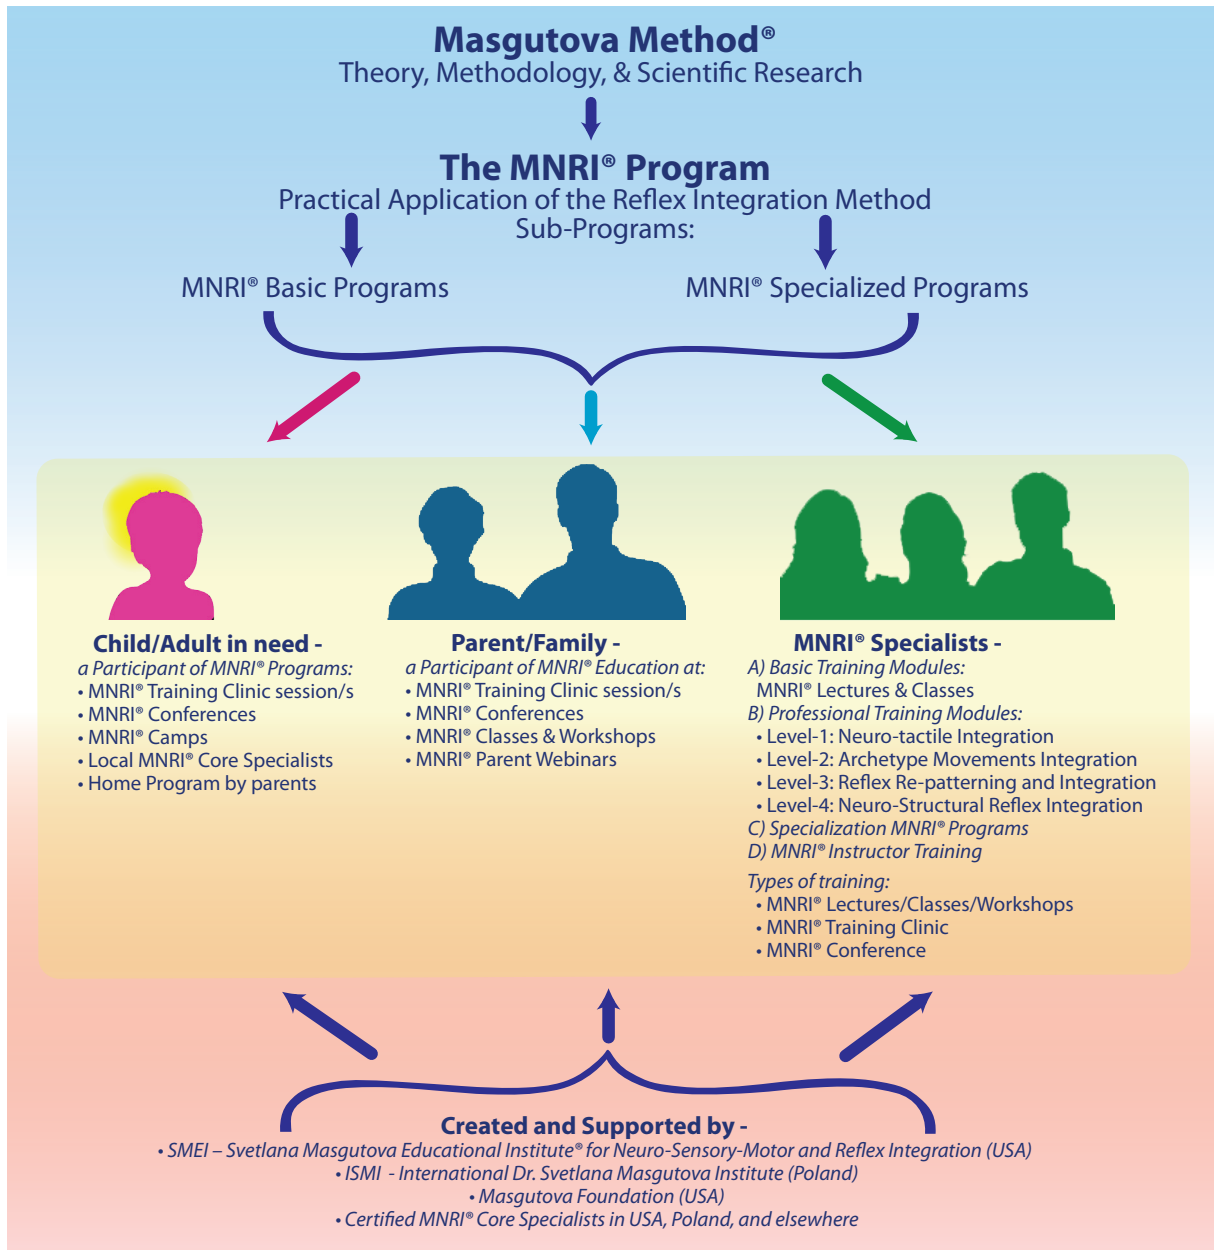 Masgutova Method®
Theory, Methodology, & Scientific Research
The MNRI® Program
Practical Application of the Reflex Integration Method
Sub-Programs:
MNRI® Basic Programs
MNRI® Specialized Programs
Child/Adult in need -
a Participant of MNRI® Programs:
• MNRI® Training Clinic session/s
• MNRI® Conferences
• MNRI® Camps
• Local MNRI® Core Specialists
• Home Program by parents
Parent/Family -
a Participant of MNRI® Education at:
• MNRI® Training Clinic session/s
• MNRI® Conferences
• MNRI® Classes & Workshops
• MNRI® Parent Webinars
MNRI® Specialists -
A) Basic Training Modules:
MNRI® Lectures & Classes
B) Professional Training Modules:
• Level-1: Neuro-tactile Integration
• Level-2: Archetype Movements Integration
• Level-3: Reflex Re-patterning and Integration
• Level-4: Neuro-Structural Reflex Integration
C) Specialization MNRI® Programs
D) MNRI® Instructor Training
Types of training:
• MNRI® Lectures/Classes/Workshops
• MNRI® Training Clinic
• MNRI® Conference
Created and Supported by -
• SMEI – Svetlana Masgutova Educational Institute® for Neuro-Sensory-Motor and Reflex Integration (USA)
• ISMI - International Dr. Svetlana Masgutova Institute (Poland)
• Masgutova Foundation (USA)
• Certified MNRI® Core Specialists in USA, Poland, and elsewhere